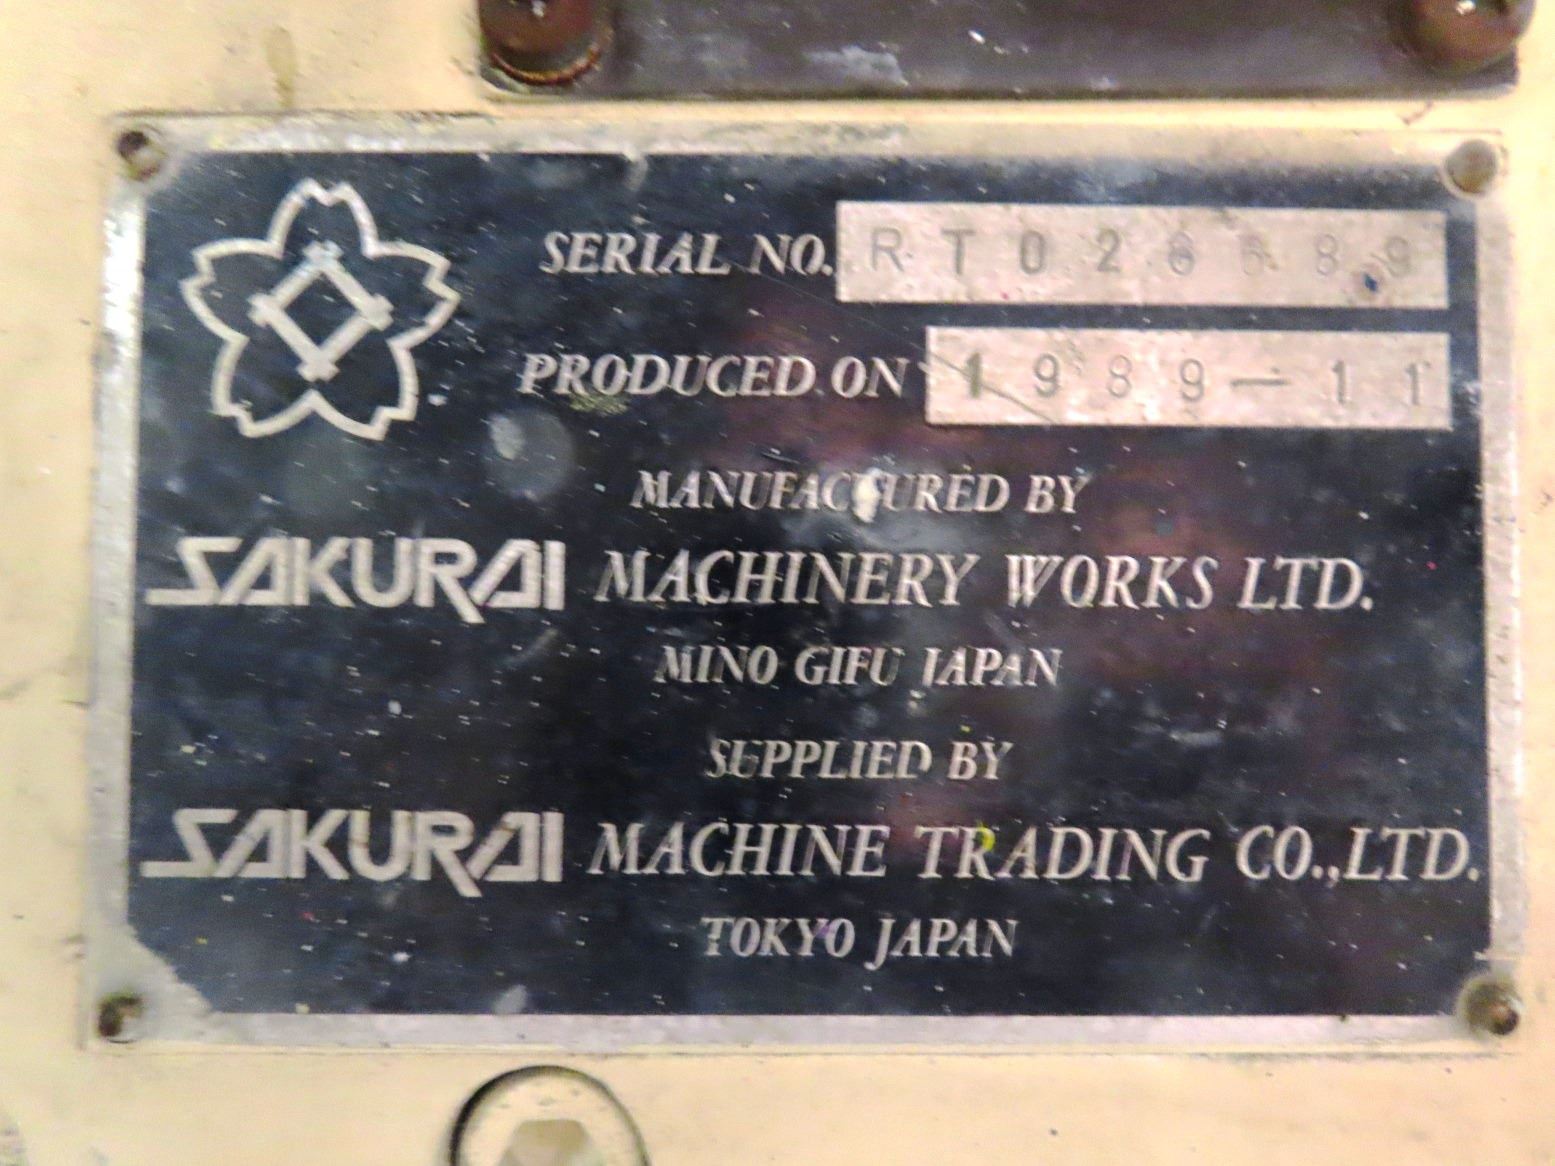 SERIAL NO.
PRODUCED ON 1989-11
MANUFACTURED BY
SAKURAI MACHINERY WORKS LTD.
MINO GIFU JAPAN
SUPPLIED BY
SAKURAI MACHINE TRADING CO.,LTD.
TOKYO JAPAN